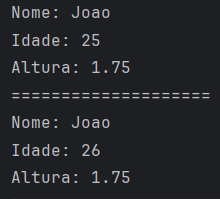 Nome: Joao
Idade: 25
Altura: 1.75
====================
Nome: Joao
Idade: 26
Altura: 1.75